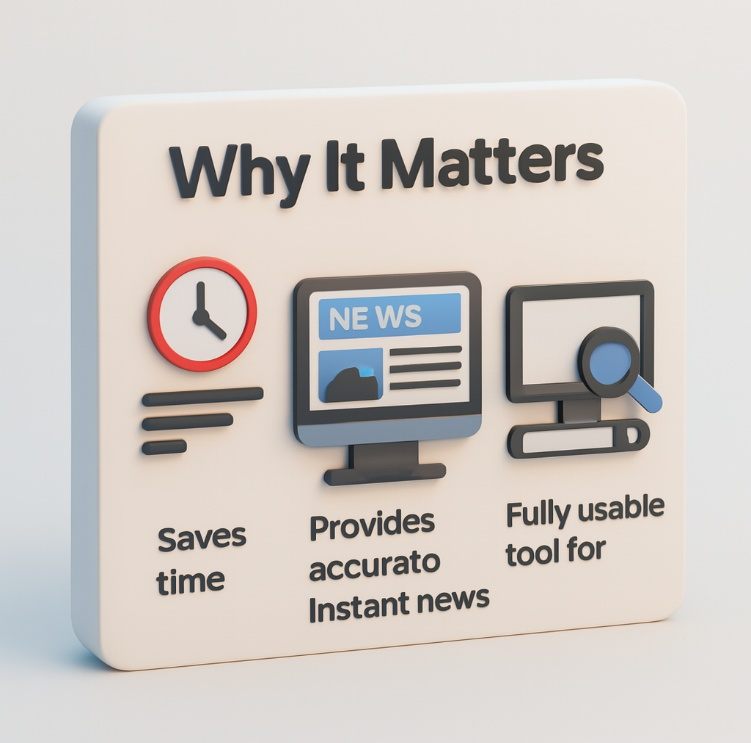 Why It Matters
NE WS
Saves
time
Provides
accurato
Instant news
Fully usable
tool for